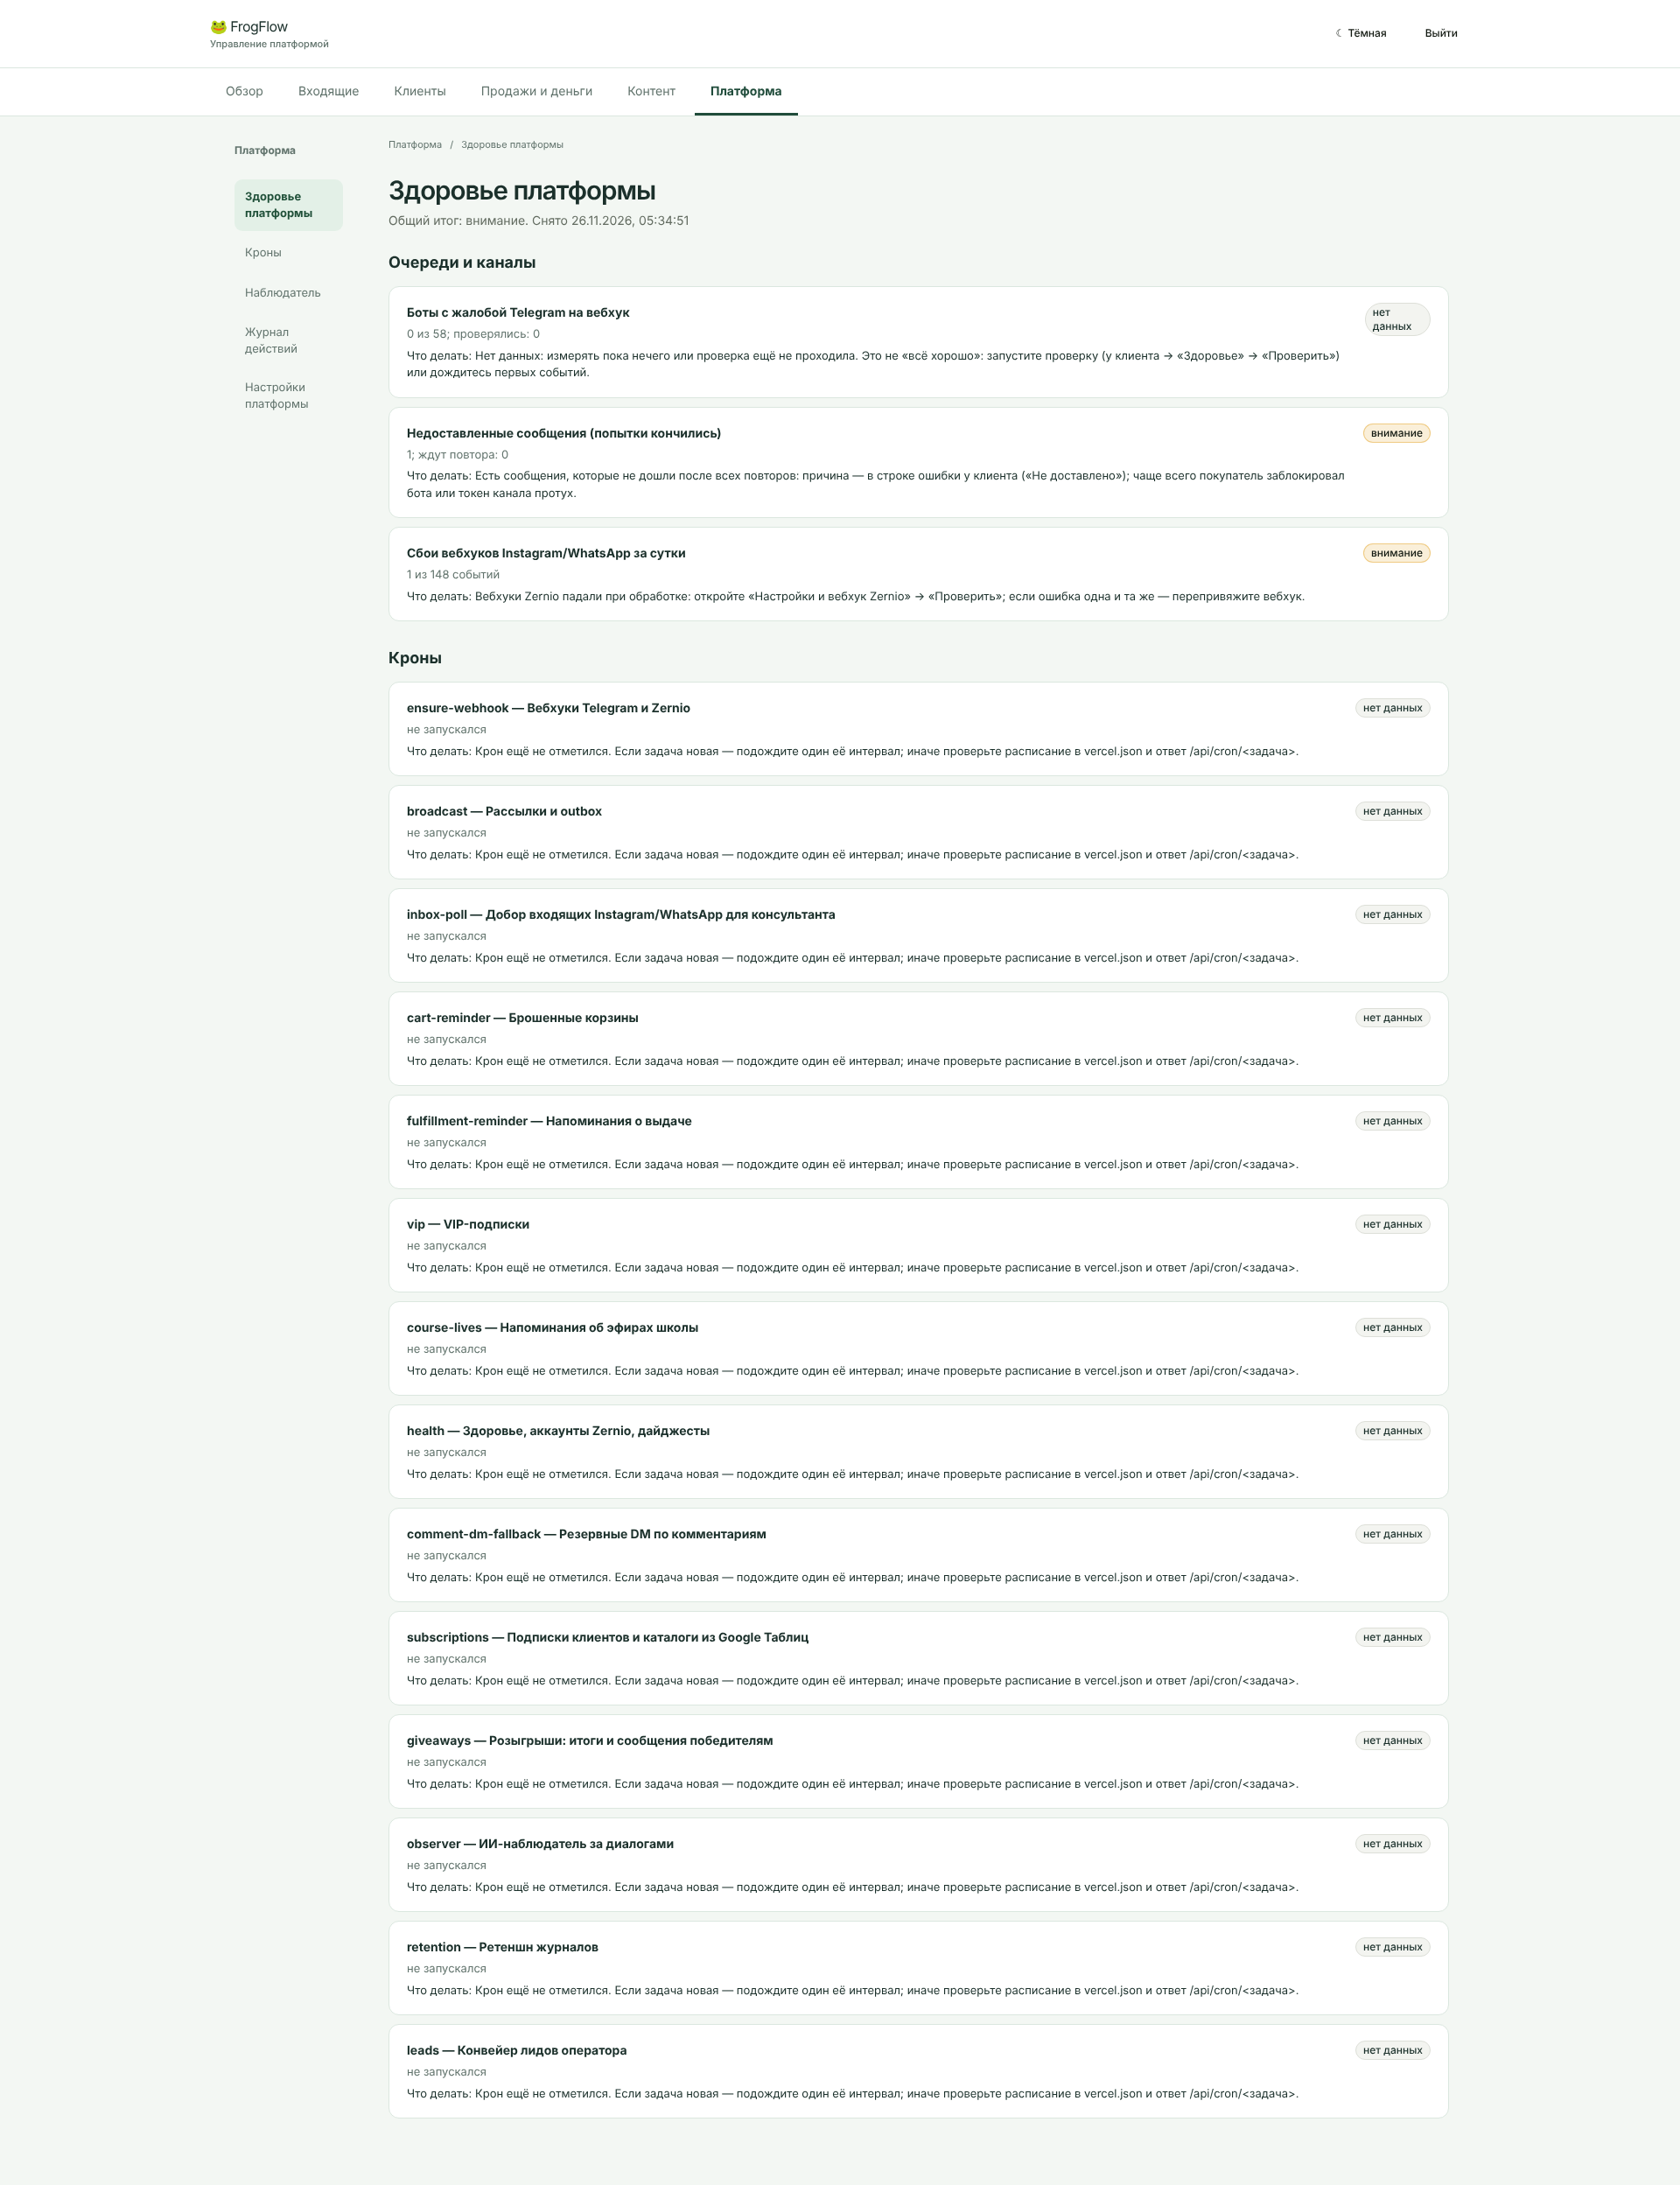 🐸 FrogFlow
Управление платформой
☾ Тёмная
Выйти
Обзор
Входящие
Клиенты
Продажи и деньги
Контент
Платформа
Платформа
Здоровье
платформы
Кроны
Наблюдатель
Журнал
действий
Настройки
платформы
Платформа / Здоровье платформы
Здоровье платформы
Общий итог: внимание. Снято 26.11.2026, 05:34:51
Очереди и каналы
Боты с жалобой Telegram на вебхук
нет
данных
0 из 58; проверялись: 0
Что делать: Нет данных: измерять пока нечего или проверка ещё не проходила. Это не «всё хорошо»: запустите проверку (у клиента → «Здоровье» → «Проверить»)
или дождитесь первых событий.
Недоставленные сообщения (попытки кончились)
внимание
1; ждут повтора: 0
Что делать: Есть сообщения, которые не дошли после всех повторов: причина — в строке ошибки у клиента («Не доставлено»); чаще всего покупатель заблокировал
бота или токен канала протух.
Сбои вебхуков Instagram/WhatsApp за сутки
внимание
1 из 148 событий
Что делать: Вебхуки Zernio падали при обработке: откройте «Настройки и вебхук Zernio» → «Проверить»; если ошибка одна и та же — перепривяжите вебхук.
Кроны
ensure-webhook — Вебхуки Telegram и Zernio
нет данных
не запускался
Что делать: Крон ещё не отметился. Если задача новая — подождите один её интервал; иначе проверьте расписание в vercel.json и ответ /api/cron/<задача>.
broadcast — Рассылки и outbox
нет данных
не запускался
Что делать: Крон ещё не отметился. Если задача новая — подождите один её интервал; иначе проверьте расписание в vercel.json и ответ /api/cron/<задача>.
inbox-poll — Добор входящих Instagram/WhatsApp для консультанта
нет данных
не запускался
Что делать: Крон ещё не отметился. Если задача новая — подождите один её интервал; иначе проверьте расписание в vercel.json и ответ /api/cron/<задача>.
cart-reminder — Брошенные корзины
нет данных
не запускался
Что делать: Крон ещё не отметился. Если задача новая — подождите один её интервал; иначе проверьте расписание в vercel.json и ответ /api/cron/<задача>.
fulfillment-reminder — Напоминания о выдаче
нет данных
не запускался
Что делать: Крон ещё не отметился. Если задача новая — подождите один её интервал; иначе проверьте расписание в vercel.json и ответ /api/cron/<задача>.
vip — VIP-подписки
нет данных
не запускался
Что делать: Крон ещё не отметился. Если задача новая — подождите один её интервал; иначе проверьте расписание в vercel.json и ответ /api/cron/<задача>.
course-lives — Напоминания об эфирах школы
нет данных
не запускался
Что делать: Крон ещё не отметился. Если задача новая — подождите один её интервал; иначе проверьте расписание в vercel.json и ответ /api/cron/<задача>.
health — Здоровье, аккаунты Zernio, дайджесты
нет данных
не запускался
Что делать: Крон ещё не отметился. Если задача новая — подождите один её интервал; иначе проверьте расписание в vercel.json и ответ /api/cron/<задача>.
comment-dm-fallback — Резервные DM по комментариям
нет данных
не запускался
Что делать: Крон ещё не отметился. Если задача новая — подождите один её интервал; иначе проверьте расписание в vercel.json и ответ /api/cron/<задача>.
subscriptions — Подписки клиентов и каталоги из Google Таблиц
нет данных
не запускался
Что делать: Крон ещё не отметился. Если задача новая — подождите один её интервал; иначе проверьте расписание в vercel.json и ответ /api/cron/<задача>.
giveaways — Розыгрыши: итоги и сообщения победителям
нет данных
не запускался
Что делать: Крон ещё не отметился. Если задача новая — подождите один её интервал; иначе проверьте расписание в vercel.json и ответ /api/cron/<задача>.
observer — ИИ-наблюдатель за диалогами
нет данных
не запускался
Что делать: Крон ещё не отметился. Если задача новая — подождите один её интервал; иначе проверьте расписание в vercel.json и ответ /api/cron/<задача>.
retention — Ретеншн журналов
нет данных
не запускался
Что делать: Крон ещё не отметился. Если задача новая — подождите один её интервал; иначе проверьте расписание в vercel.json и ответ /api/cron/<задача>.
leads — Конвейер лидов оператора
нет данных
не запускался
Что делать: Крон ещё не отметился. Если задача новая — подождите один её интервал; иначе проверьте расписание в vercel.json и ответ /api/cron/<задача>.